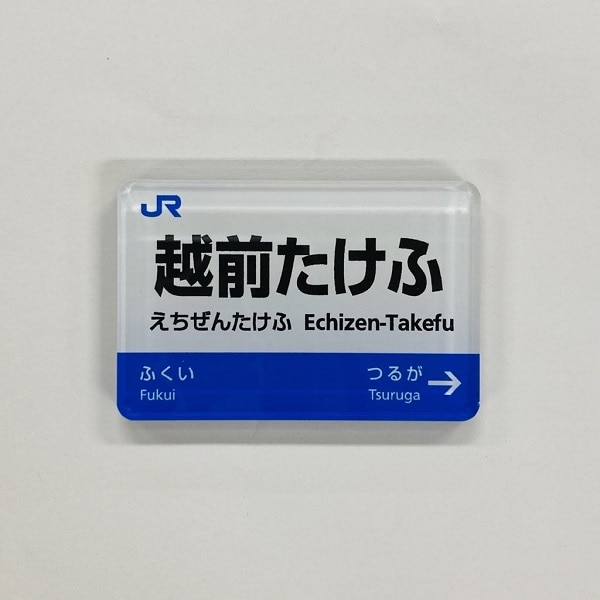 JR
越前たけふ
えちぜんたけふ Echizen-Takefu
ふくい つるが →
Fukui Tsuruga